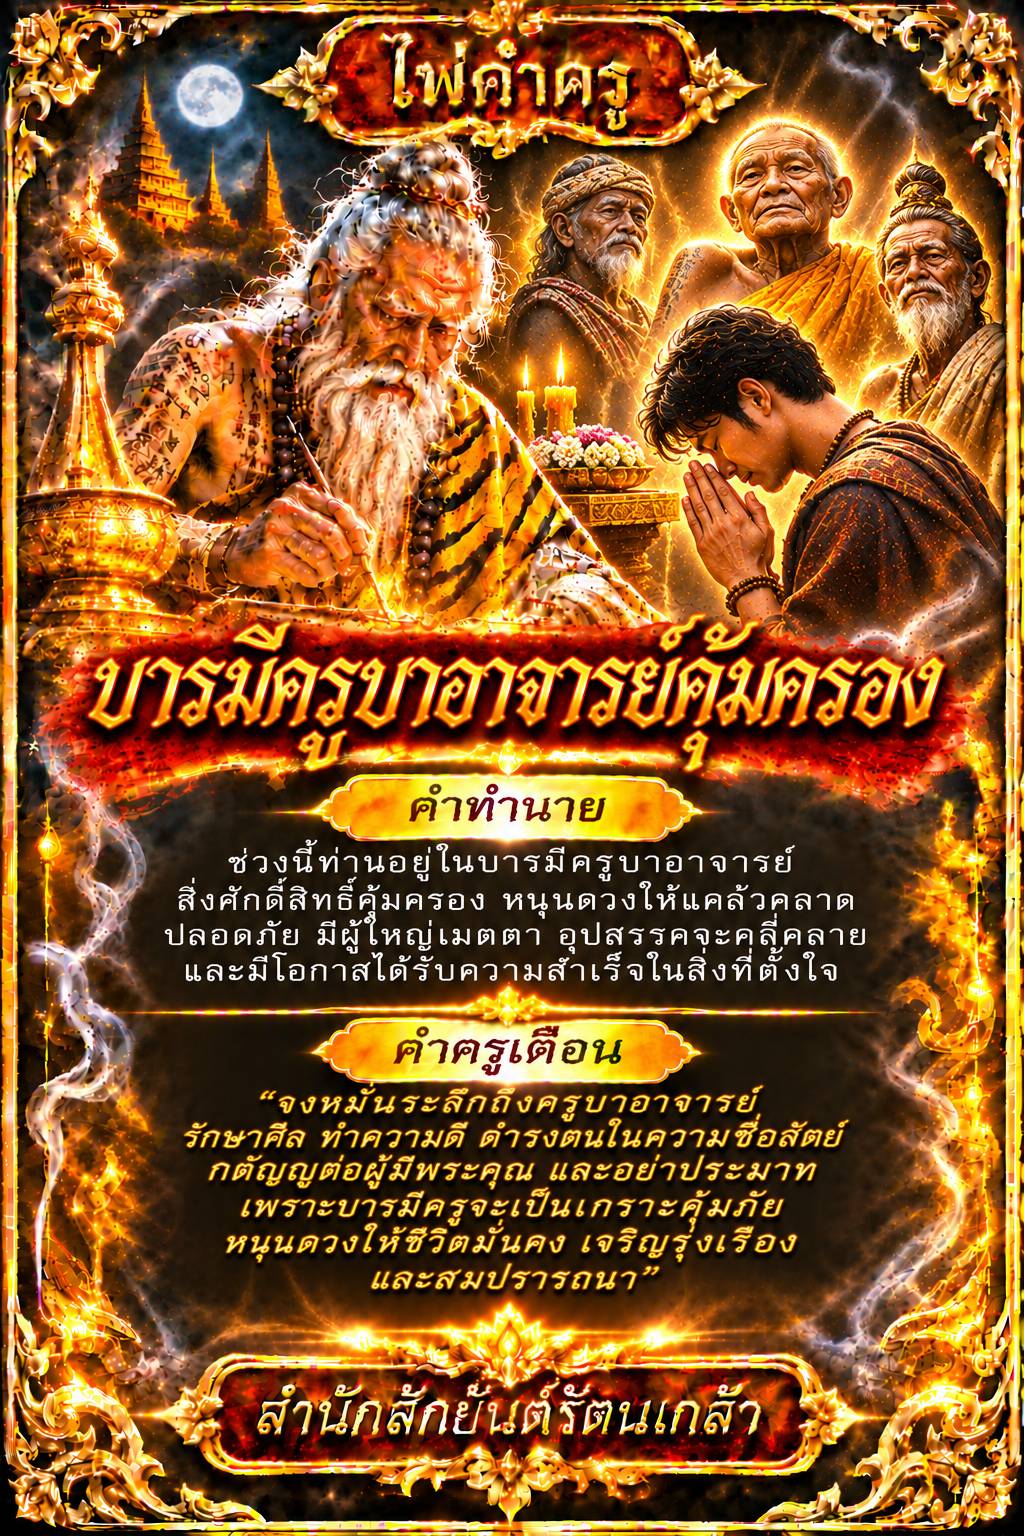 ไพ่คำครู
บารมีครูบาอาจารย์คุ้มครอง
คำทำนาย
ช่วงนี้ท่านอยู่ในบารมีครูบาอาจารย์
สิ่งศักดิ์สิทธิ์คุ้มครอง หนุนดวงให้แคล้วคลาด
ปลอดภัย มีผู้ใหญ่เมตตา อุปสรรคจะคลี่คลาย
และมีโอกาสได้รับความสำเร็จในสิ่งที่ตั้งใจ
คำครูเตือน
“จงหมั่นระลึกถึงครูบาอาจารย์
รักษาศีล ทำความดี ดำรงตนในความซื่อสัตย์
กตัญญูต่อผู้มีพระคุณ และอย่าประมาท
เพราะบารมีครูจะเป็นเกราะคุ้มภัย
หนุนดวงให้ชีวิตมั่นคง เจริญรุ่งเรือง
และสมปรารถนา”
สำนักสักยันต์รัตนเกล้า